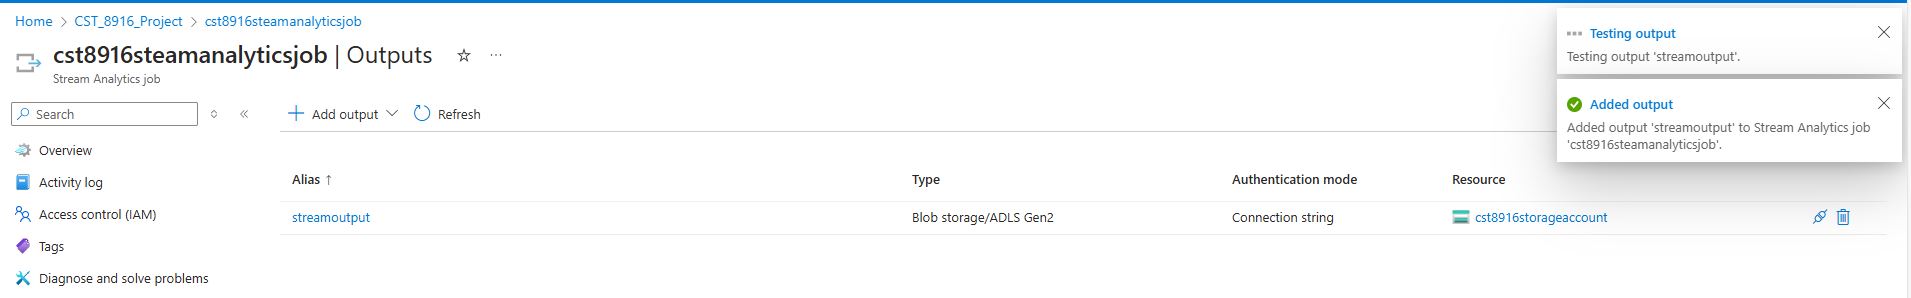 Home > CST_8916_Project > cst8916steamanalyticsjob
cst8916steamanalyticsjob | Outputs
Stream Analytics job
Search
Add output
Refresh
Overview
Activity log
Access control (IAM)
Tags
Diagnose and solve problems
Alias ↑ Type Authentication mode Resource
streamoutput Blob storage/ADLS Gen2 Connection string cst8916storageaccount
Testing output
Testing output 'streamoutput'.
Added output
Added output 'streamoutput' to Stream Analytics job
'cst8916steamanalyticsjob'.